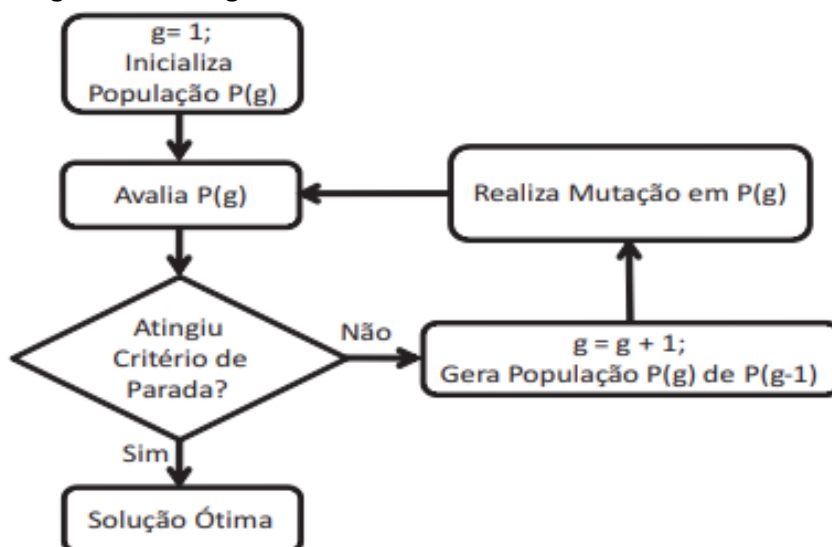 g= 1;
Inicializa
População P(g)
Avalia P(g)
Realiza Mutação em P(g)
Atingiu
Critério de
Parada?
Não
g = g + 1;
Gera População P(g) de P(g-1)
Sim
Solução Ótima